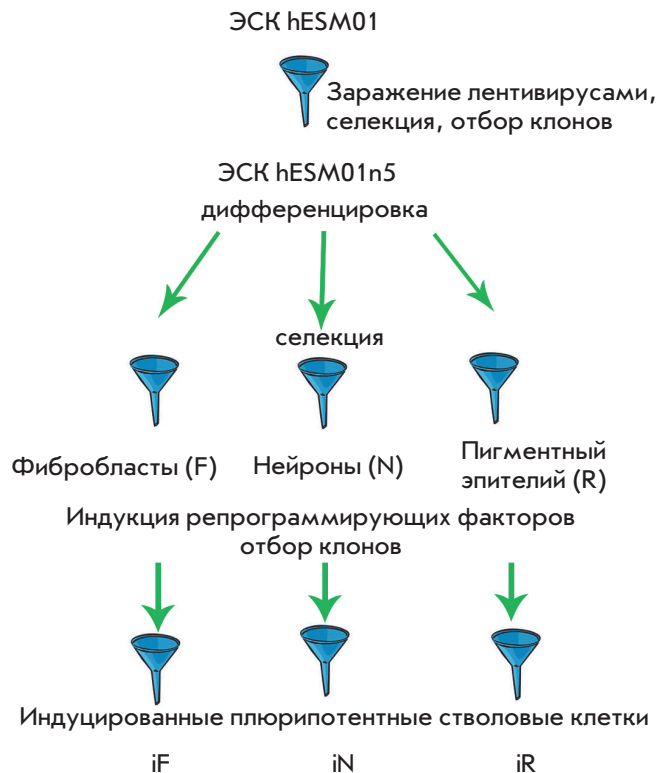 ЭСК hESM01
Заражение лентивирусами,
селекция, отбор клонов
ЭСК hESM01n5
дифференцировка
селекция
Фибробласты (F)
Нейроны (N)
Пигментный
эпителий (R)
Индукция репрограммирующих факторов
отбор клонов
Индуцированные плюрипотентные стволовые клетки
iF
iN
iR